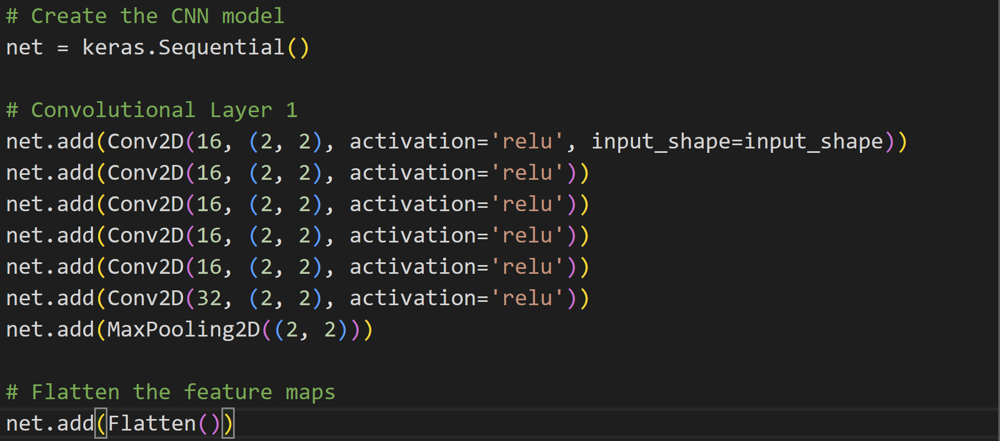 # Create the CNN model
net = keras.Sequential()
# Convolutional Layer 1
net.add(Conv2D(16, (2, 2), activation='relu', input_shape=input_shape))
net.add(Conv2D(16, (2, 2), activation='relu'))
net.add(Conv2D(16, (2, 2), activation='relu'))
net.add(Conv2D(16, (2, 2), activation='relu'))
net.add(Conv2D(16, (2, 2), activation='relu'))
net.add(Conv2D(32, (2, 2), activation='relu'))
net.add(MaxPooling2D((2, 2)))
# Flatten the feature maps
net.add(Flatten())